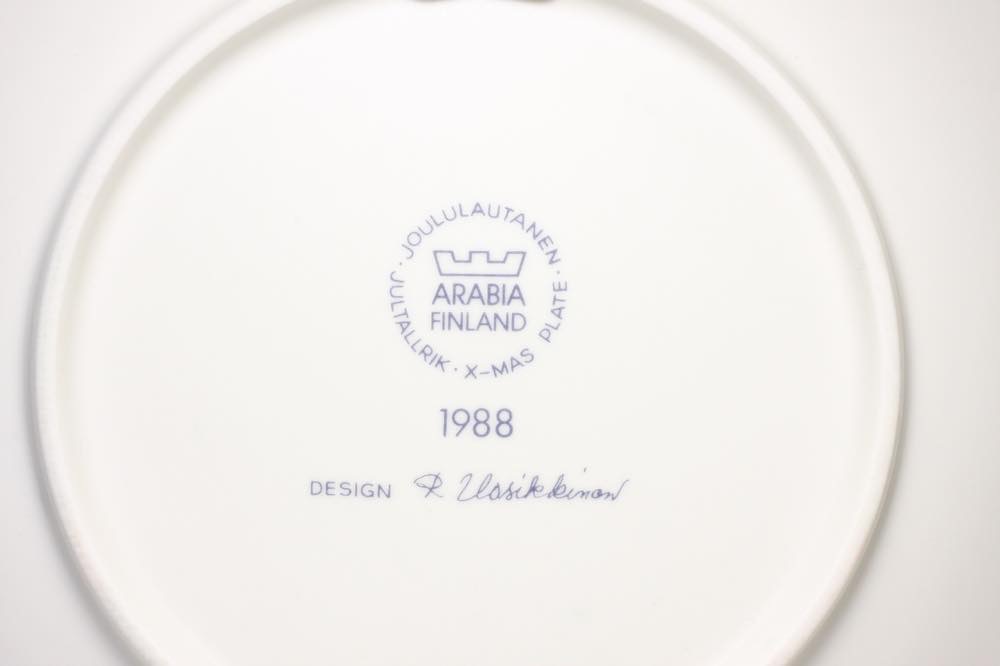 · JOULULAUTANEN ·
JULTALLRIK · X-MAS PLATE
ARABIA
FINLAND
1988
DESIGN R Uosikkinen